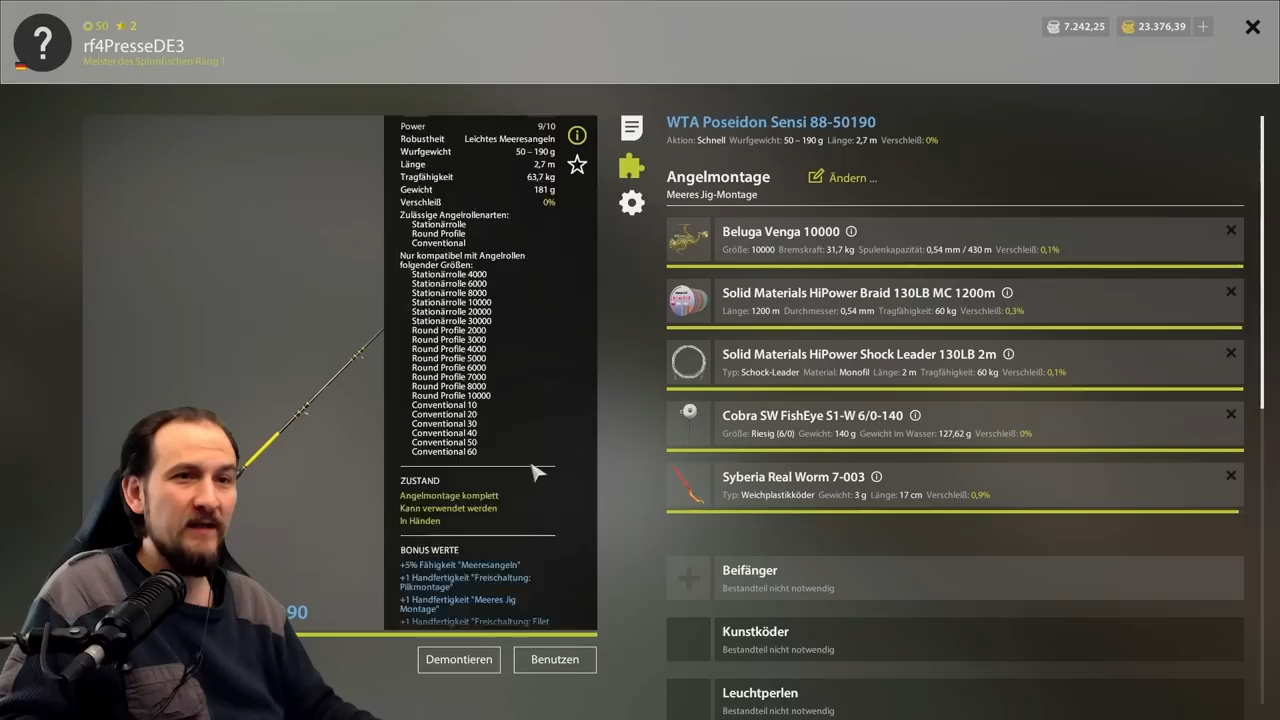 50 2
?
rf4PresseDE3
Meister des Spinnfischen Rang 1
7.242,25
23.376,39
Power 9/10
Robustheit Leichtes Meeresangeln
Wurfgewicht 50 – 190 g
Länge 2,7 m
Tragfähigkeit 63,7 kg
Gewicht 181 g
Verschleiß 0%
Zulässige Angelrollenarten:
Stationärrolle
Round Profile
Conventional
Nur kompatibel mit Angelrollen
folgender Größen:
Stationärrolle 4000
Stationärrolle 6000
Stationärrolle 8000
Stationärrolle 10000
Stationärrolle 20000
Stationärrolle 30000
Round Profile 2000
Round Profile 3000
Round Profile 4000
Round Profile 5000
Round Profile 6000
Round Profile 7000
Round Profile 8000
Round Profile 10000
Conventional 10
Conventional 20
Conventional 30
Conventional 40
Conventional 50
Conventional 60
ZUSTAND
Angelmontage komplett
Kann verwendet werden
In Händen
BONUS WERTE
+5% Fähigkeit "Meeresangeln"
+1 Handfertigkeit "Freischaltung:
Pilkmontage"
+1 Handfertigkeit "Meeres Jig
Montage"
+1 Handfertigkeit "Freischaltung: Filet
90
Demontieren
Benutzen
WTA Poseidon Sensi 88-50190
Aktion: Schnell Wurfgewicht: 50 – 190 g Länge: 2,7 m Verschleiß: 0%
Angelmontage
Ändern ...
Meeres Jig-Montage
Beluga Venga 10000
Größe: 10000 Bremskraft: 31,7 kg Spulenkapazität: 0,54 mm / 430 m Verschleiß: 0,1%
Solid Materials HiPower Braid 130LB MC 1200m
Länge: 1200 m Durchmesser: 0,54 mm Tragfähigkeit: 60 kg Verschleiß: 0,3%
Solid Materials HiPower Shock Leader 130LB 2m
Typ: Schock-Leader Material: Monofil Länge: 2 m Tragfähigkeit: 60 kg Verschleiß: 0,1%
Cobra SW FishEye S1-W 6/0-140
Größe: Riesig (6/0) Gewicht: 140 g Gewicht im Wasser: 127,62 g Verschleiß: 0%
Syberia Real Worm 7-003
Typ: Weichplastikköder Gewicht: 3 g Länge: 17 cm Verschleiß: 0,9%
Beifänger
Bestandteil nicht notwendig
Kunstköder
Bestandteil nicht notwendig
Leuchtperlen
Bestandteil nicht notwendig